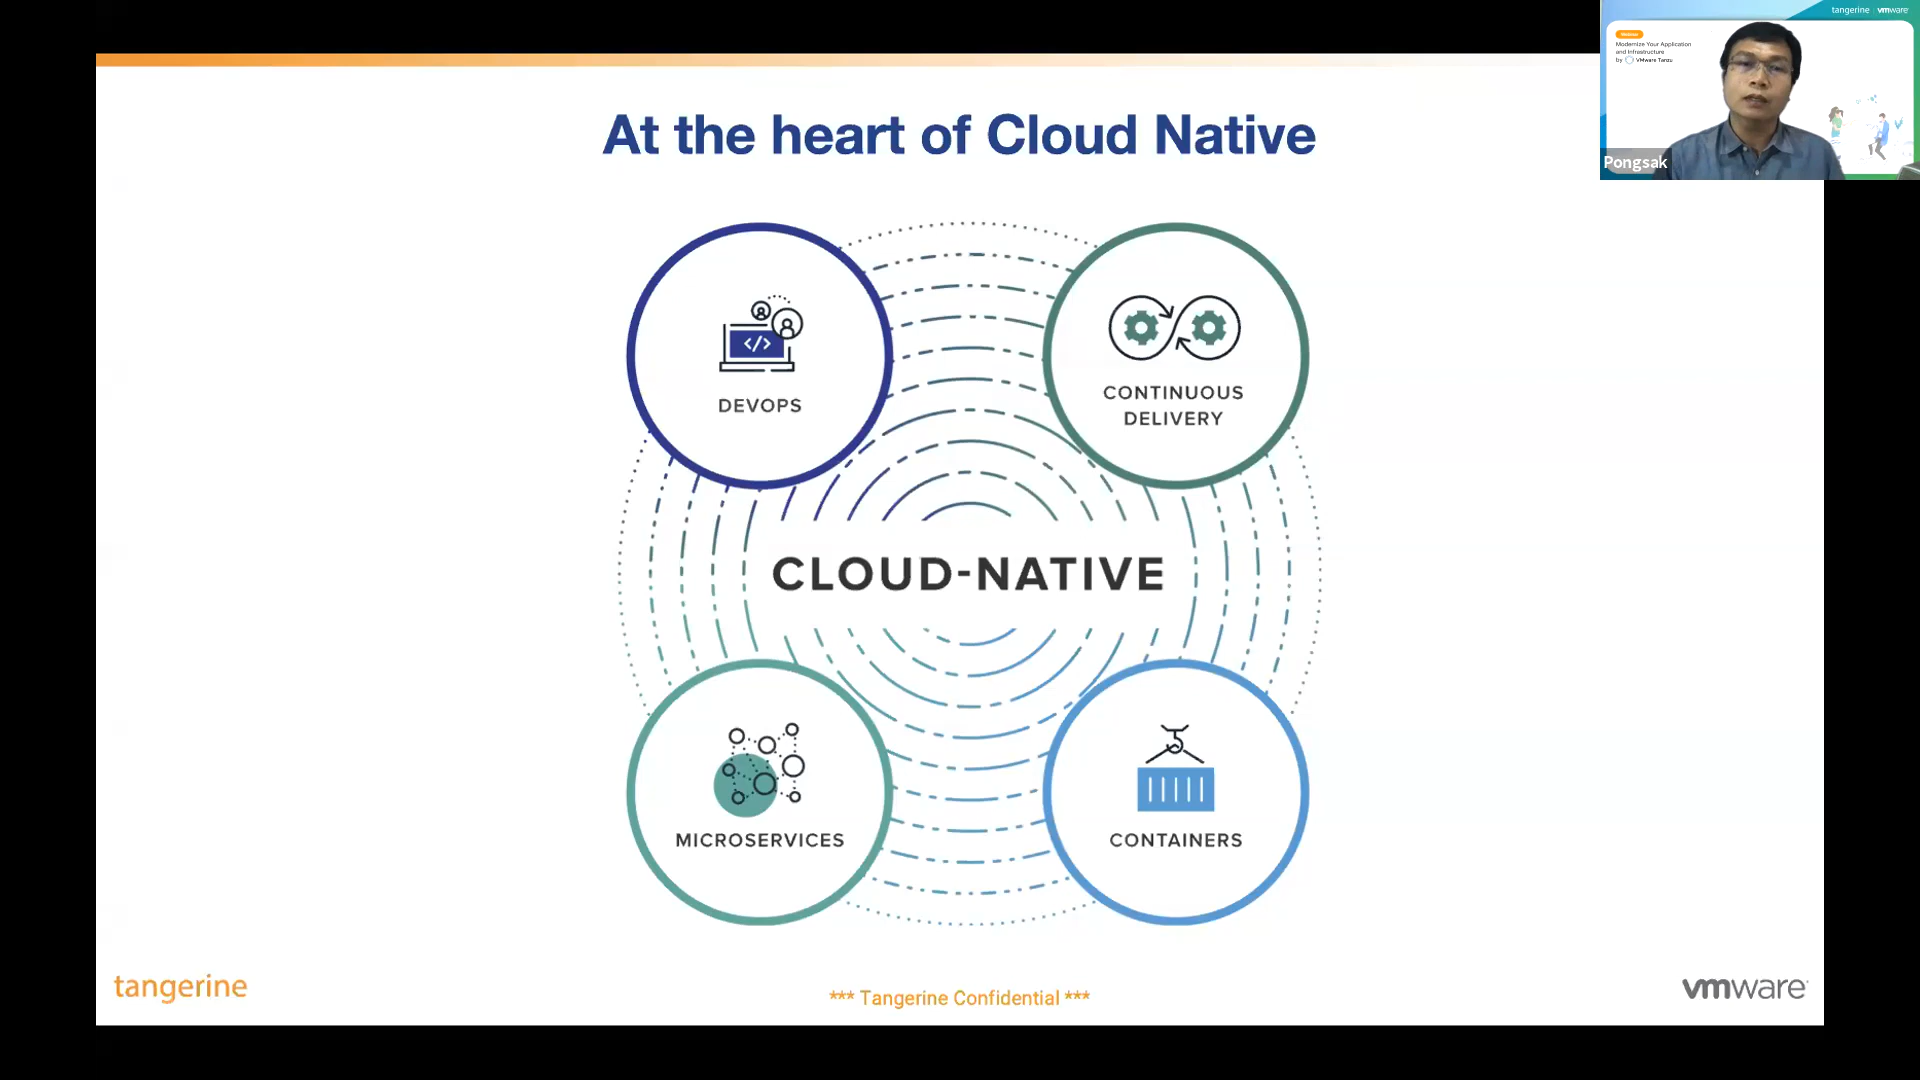 tangerine vmware
Webinar
Modernize Your Application
and Infrastructure
by VMware Tanzu
Pongsak
At the heart of Cloud Native
</>
DEVOPS
CONTINUOUS
DELIVERY
CLOUD-NATIVE
MICROSERVICES
CONTAINERS
tangerine
*** Tangerine Confidential ***
vmware